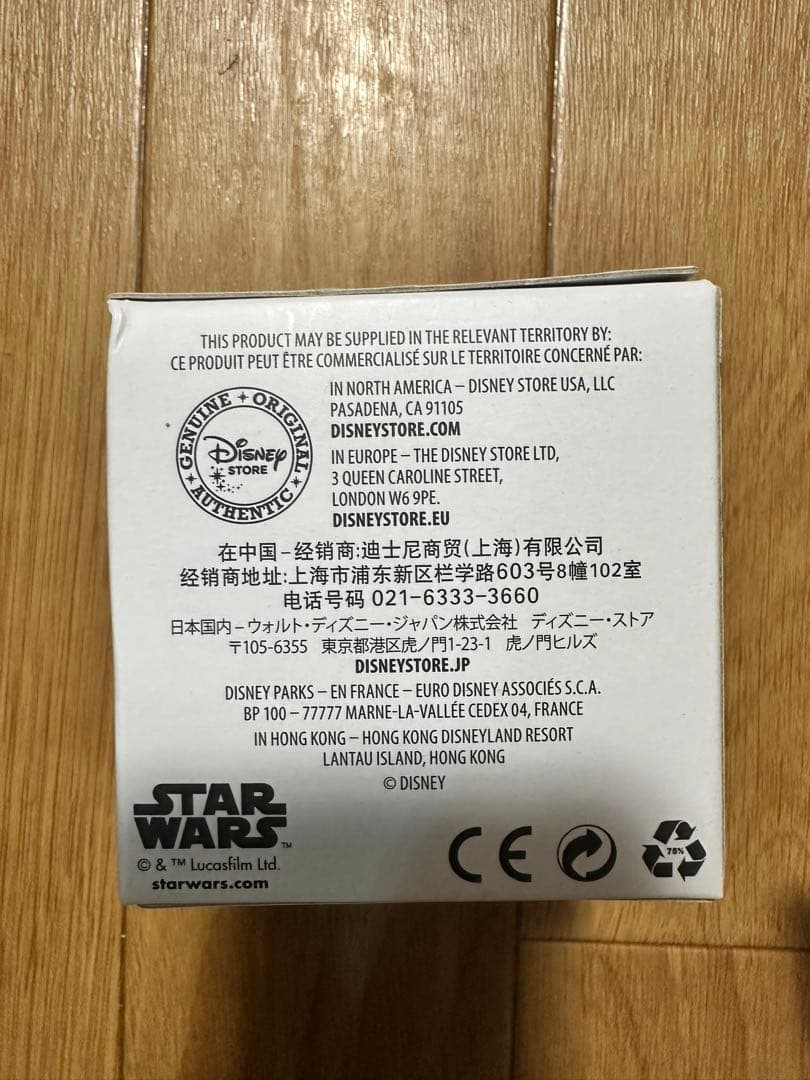 THIS PRODUCT MAY BE SUPPLIED IN THE RELEVANT TERRITORY BY:
CE PRODUIT PEUT ÊTRE COMMERCIALISÉ SUR LE TERRITOIRE CONCERNÉ PAR:
GENUINE ORIGINAL
Disney
STORE
AUTHENTIC
IN NORTH AMERICA – DISNEY STORE USA, LLC
PASADENA, CA 91105
DISNEYSTORE.COM
IN EUROPE – THE DISNEY STORE LTD,
3 QUEEN CAROLINE STREET,
LONDON W6 9PE.
DISNEYSTORE.EU
在中国–经销商:迪士尼商贸(上海)有限公司
经销商地址:上海市浦东新区栏学路603号8幢102室
电话号码 021-6333-3660
日本国内–ウォルト・ディズニー・ジャパン株式会社 ディズニー・ストア
〒105-6355 東京都港区虎ノ門1-23-1 虎ノ門ヒルズ
DISNEYSTORE.JP
DISNEY PARKS – EN FRANCE – EURO DISNEY ASSOCIÉS S.C.A.
BP 100 – 77777 MARNE-LA-VALLÉE CEDEX 04, FRANCE
IN HONG KONG – HONG KONG DISNEYLAND RESORT
LANTAU ISLAND, HONG KONG
© DISNEY
STAR
WARS™
© & ™ Lucasfilm Ltd.
starwars.com
CE
75%